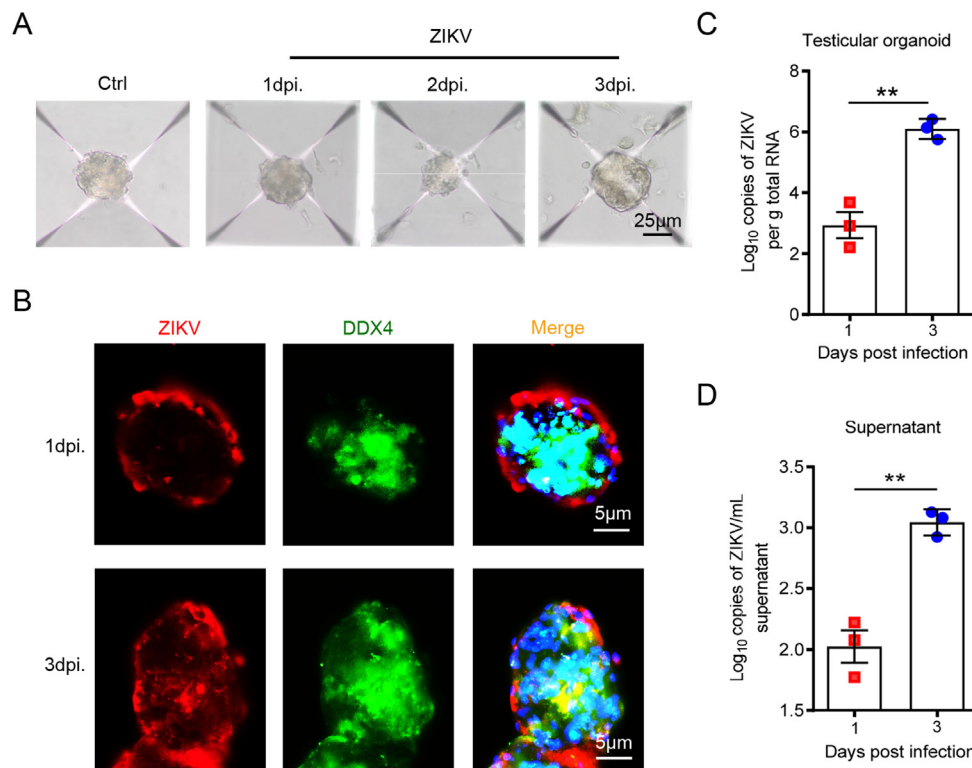 A
ZIKV
Ctrl
1dpi.
2dpi.
3dpi.
25μm
B
ZIKV
DDX4
Merge
1dpi.
5μm
3dpi.
5μm
C
Testicular organoid
Log10 copies of ZIKV
per g total RNA
8
6
4
2
0
**
1
3
Days post infection
D
Supernatant
Log10 copies of ZIKV/mL
supernatant
3.5
3.0
2.5
2.0
1.5
**
1
3
Days post infection